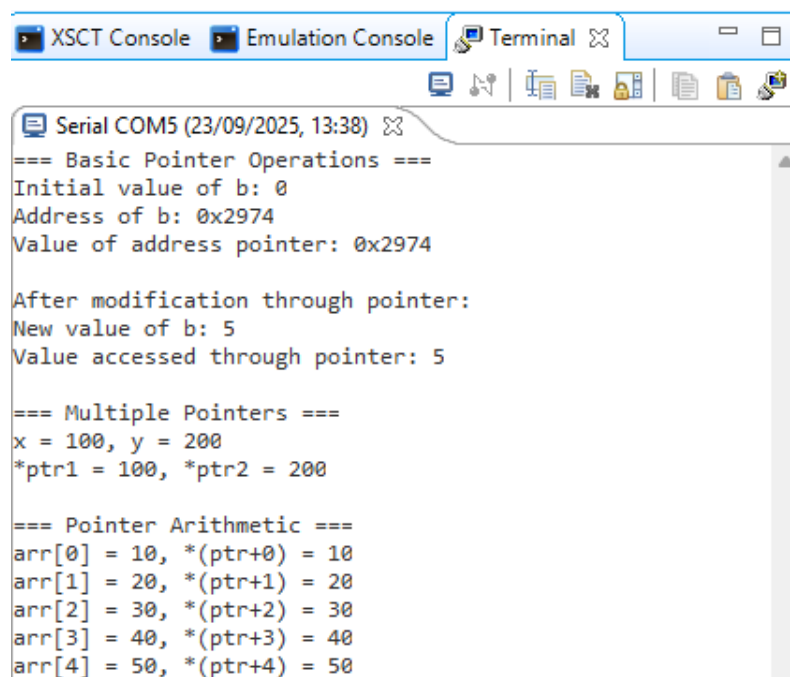 XSCT Console Emulation Console Terminal
Serial COM5 (23/09/2025, 13:38)
=== Basic Pointer Operations ===
Initial value of b: 0
Address of b: 0x2974
Value of address pointer: 0x2974

After modification through pointer:
New value of b: 5
Value accessed through pointer: 5

=== Multiple Pointers ===
x = 100, y = 200
*ptr1 = 100, *ptr2 = 200

=== Pointer Arithmetic ===
arr[0] = 10, *(ptr+0) = 10
arr[1] = 20, *(ptr+1) = 20
arr[2] = 30, *(ptr+2) = 30
arr[3] = 40, *(ptr+3) = 40
arr[4] = 50, *(ptr+4) = 50